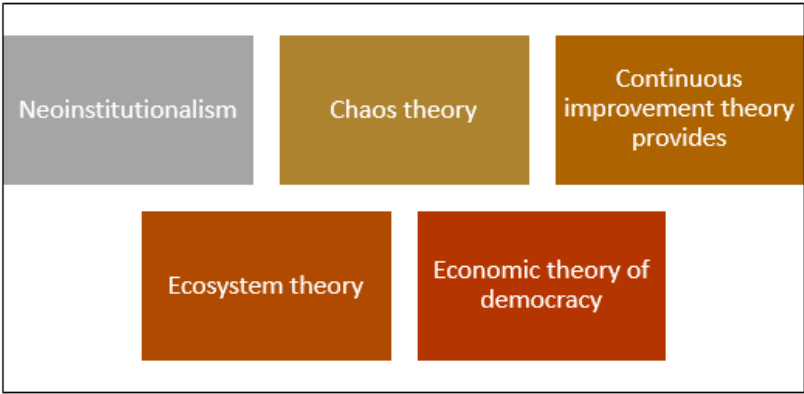 Neoinstitutionalism
Chaos theory
Continuous
improvement theory
provides
Ecosystem theory
Economic theory of
democracy